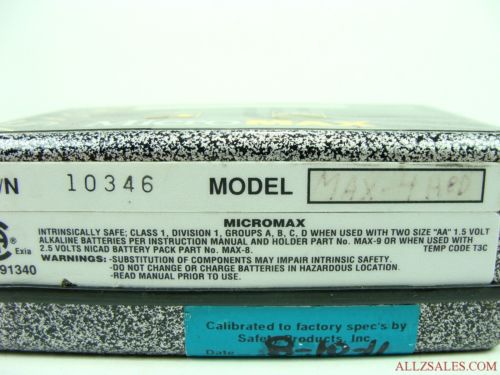 /N 10346 MODEL MAX-4
MICROMAX
INTRINSICALLY SAFE; CLASS 1, DIVISION 1, GROUPS A, B, C, D WHEN USED WITH TWO SIZE "AA" 1.5 VOLT
ALKALINE BATTERIES PER INSTRUCTION MANUAL AND HOLDER PART No. MAX-9 OR WHEN USED WITH
2.5 VOLTS NICAD BATTERY PACK PART No. MAX-8. TEMP CODE T3C
Exia
91340
WARNINGS: -SUBSTITUTION OF COMPONENTS MAY IMPAIR INTRINSIC SAFETY.
-DO NOT CHANGE OR CHARGE BATTERIES IN HAZARDOUS LOCATION.
-READ MANUAL PRIOR TO USE.
Calibrated to factory spec's by
Safety Products, Inc.
Date
ALLZSALES.COM